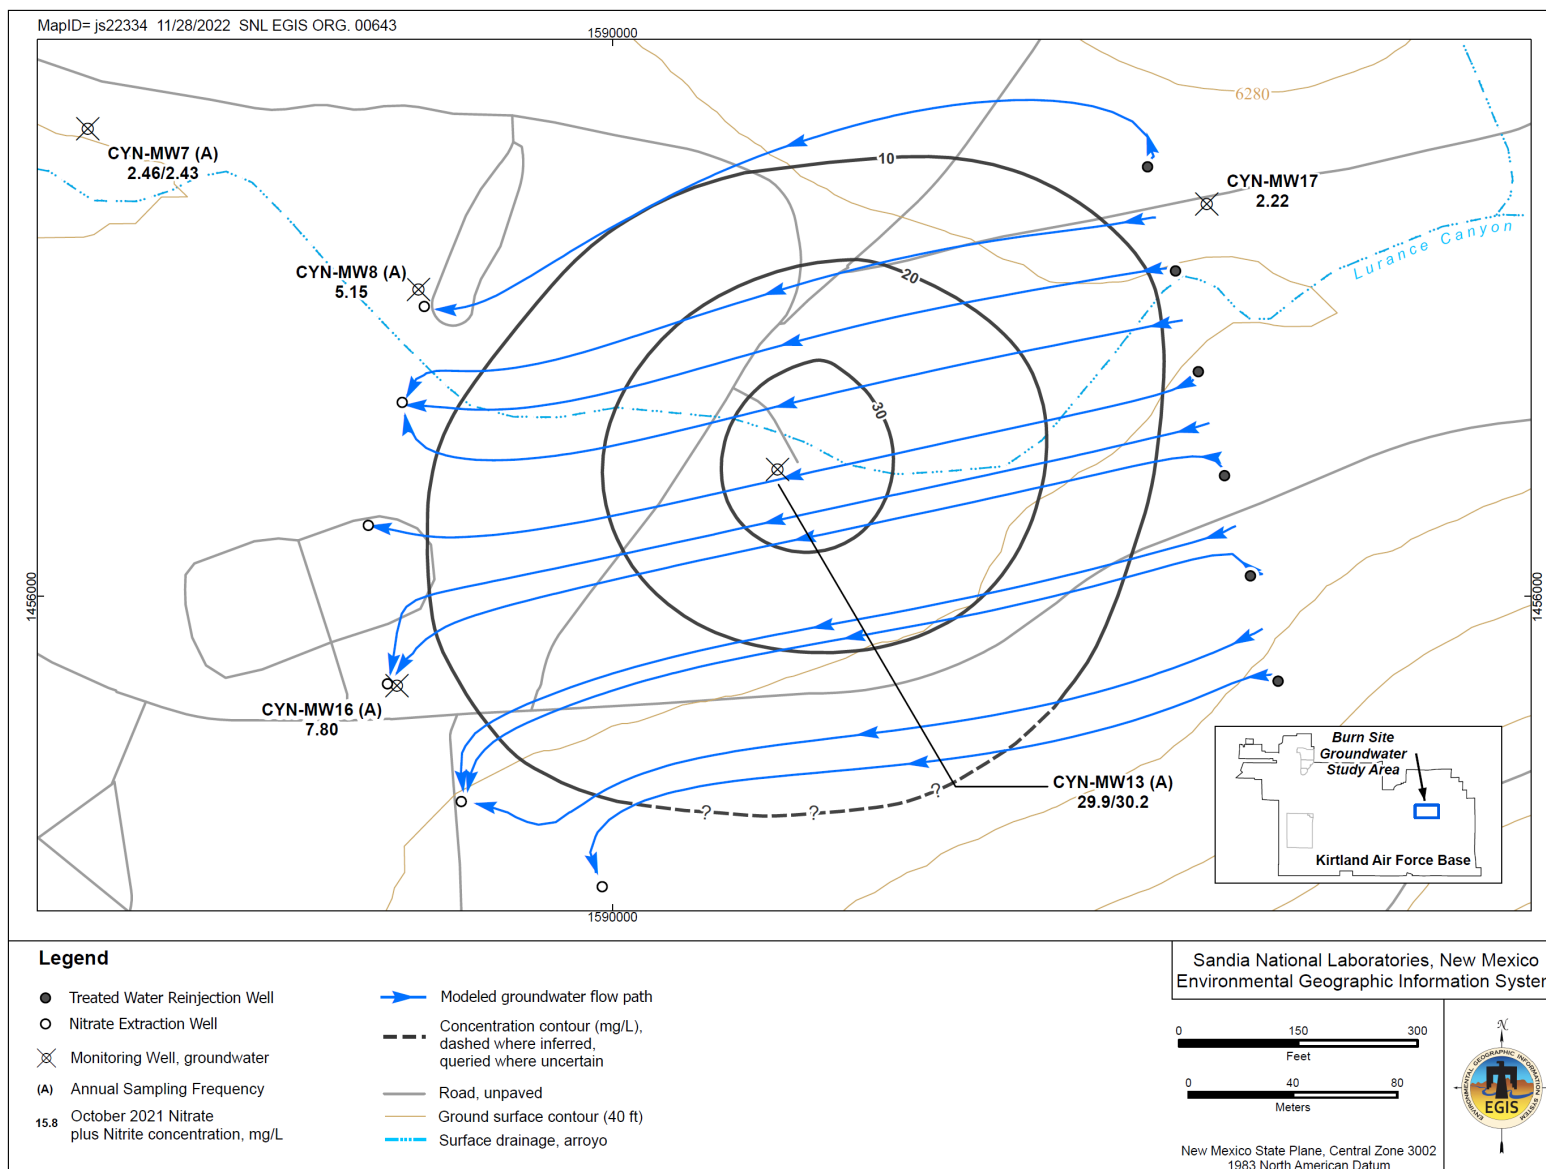 MapID= js22334 11/28/2022 SNL EGIS ORG. 00643
1590000
6280
10
CYN-MW7 (A)
2.46/2.43
CYN-MW17
2.22
Lurance Canyon
CYN-MW8 (A)
5.15
20
30
1456000
1456000
CYN-MW16 (A)
7.80
?
?
?
CYN-MW13 (A)
29.9/30.2
Burn Site
Groundwater
Study Area
Kirtland Air Force Base
1590000
Legend
Treated Water Reinjection Well
Nitrate Extraction Well
Monitoring Well, groundwater
(A) Annual Sampling Frequency
15.8 October 2021 Nitrate
plus Nitrite concentration, mg/L
Modeled groundwater flow path
Concentration contour (mg/L),
dashed where inferred,
queried where uncertain
Road, unpaved
Ground surface contour (40 ft)
Surface drainage, arroyo
Sandia National Laboratories, New Mexico
Environmental Geographic Information System
0 150 300
Feet
0 40 80
Meters
New Mexico State Plane, Central Zone 3002
1983 North American Datum
N
ENVIRONMENTAL GEOGRAPHIC INFORMATION SYSTEM
EGIS